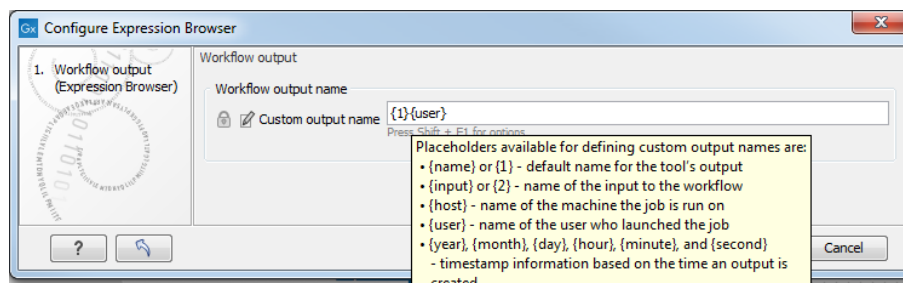 Gx Configure Expression Browser
1. Workflow output
(Expression Browser)
Workflow output
Workflow output name
Custom output name {1}{user}
Press Shift + F1 for options
Placeholders available for defining custom output names are:
• {name} or {1} - default name for the tool's output
• {input} or {2} - name of the input to the workflow
• {host} - name of the machine the job is run on
• {user} - name of the user who launched the job
• {year}, {month}, {day}, {hour}, {minute}, and {second}
- timestamp information based on the time an output is
created
? Cancel